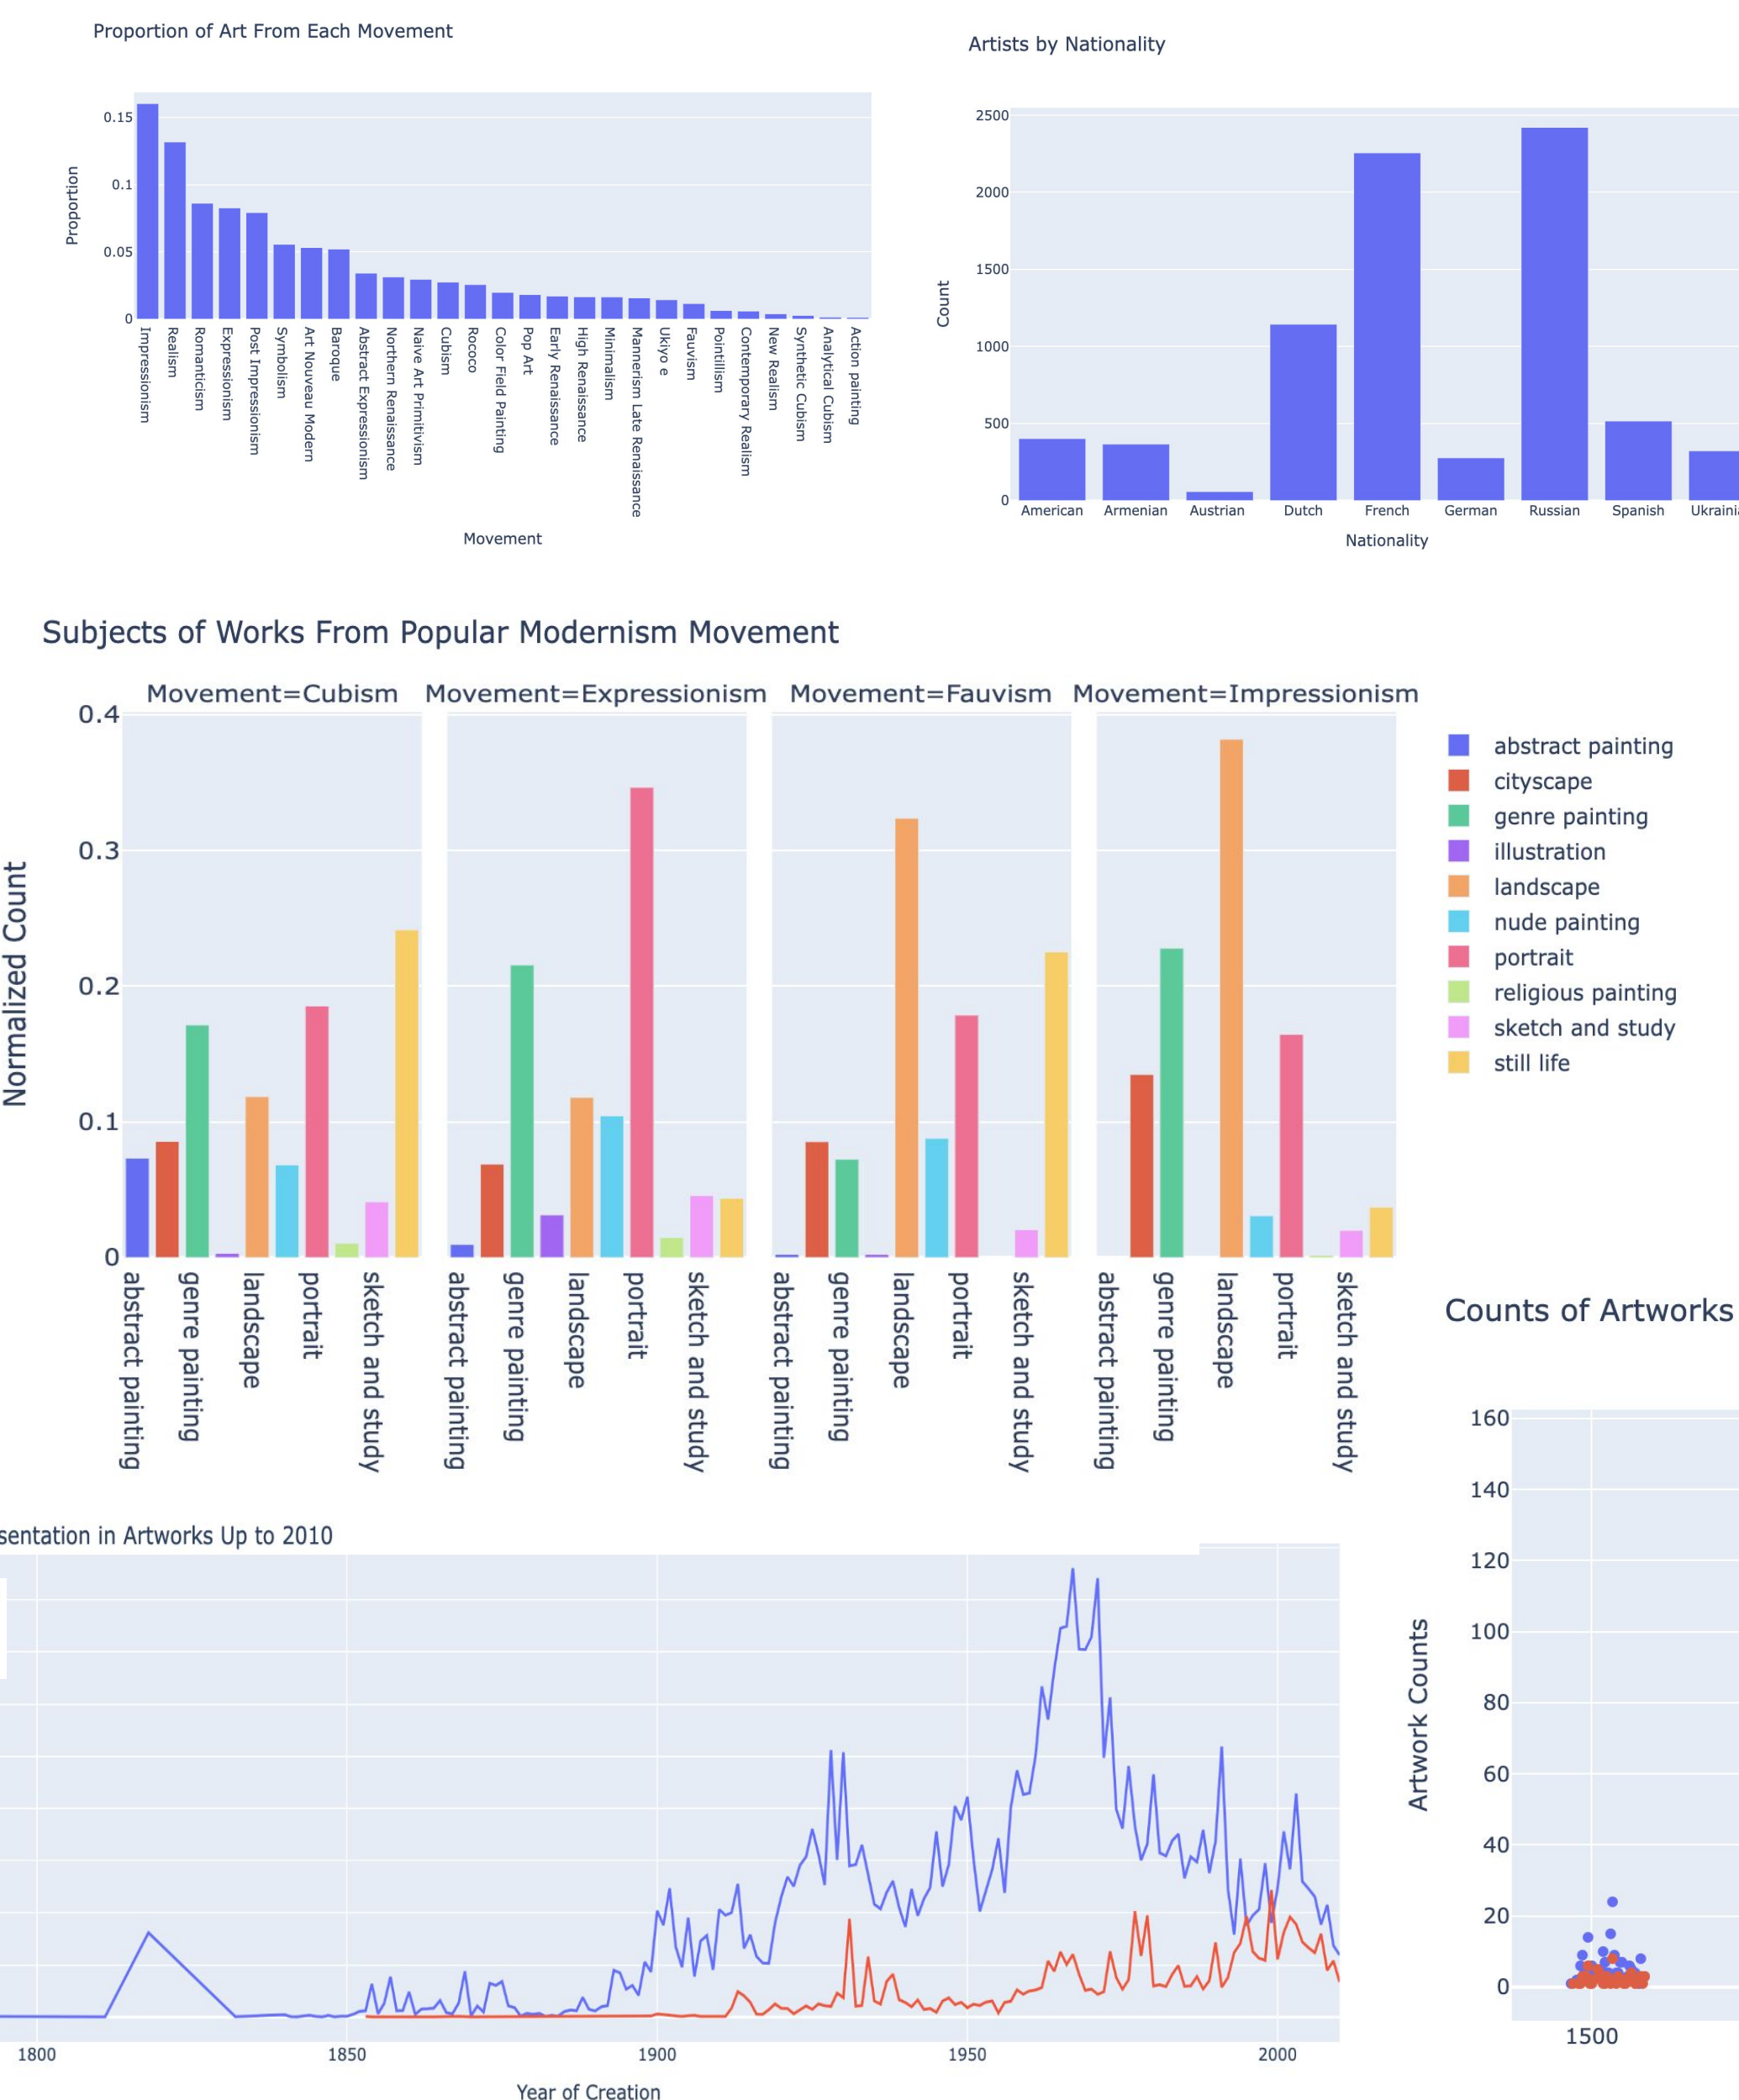 Proportion of Art From Each Movement
0.15
0.1
0.05
0
Proportion
Impressionism
Realism
Romanticism
Expressionism
Post Impressionism
Symbolism
Art Nouveau Modern
Baroque
Abstract Expressionism
Northern Renaissance
Naive Art Primitivism
Cubism
Rococo
Color Field Painting
Pop Art
Early Renaissance
High Renaissance
Minimalism
Mannerism Late Renaissance
Ukiyo e
Fauvism
Pointillism
Contemporary Realism
New Realism
Synthetic Cubism
Analytical Cubism
Action painting
Movement
Artists by Nationality
2500
2000
1500
1000
500
0
Count
American Armenian Austrian Dutch French German Russian Spanish Ukraini
Nationality
Subjects of Works From Popular Modernism Movement
Movement=Cubism Movement=Expressionism Movement=Fauvism Movement=Impressionism
0.4
0.3
0.2
0.1
0
Normalized Count
abstract painting
genre painting
landscape
portrait
sketch and study
abstract painting
genre painting
landscape
portrait
sketch and study
abstract painting
genre painting
landscape
portrait
sketch and study
abstract painting
genre painting
landscape
portrait
sketch and study
abstract painting
cityscape
genre painting
illustration
landscape
nude painting
portrait
religious painting
sketch and study
still life
sentation in Artworks Up to 2010
1800 1850 1900 1950 2000
Year of Creation
Counts of Artworks
160
140
120
100
80
60
40
20
0
Artwork Counts
1500